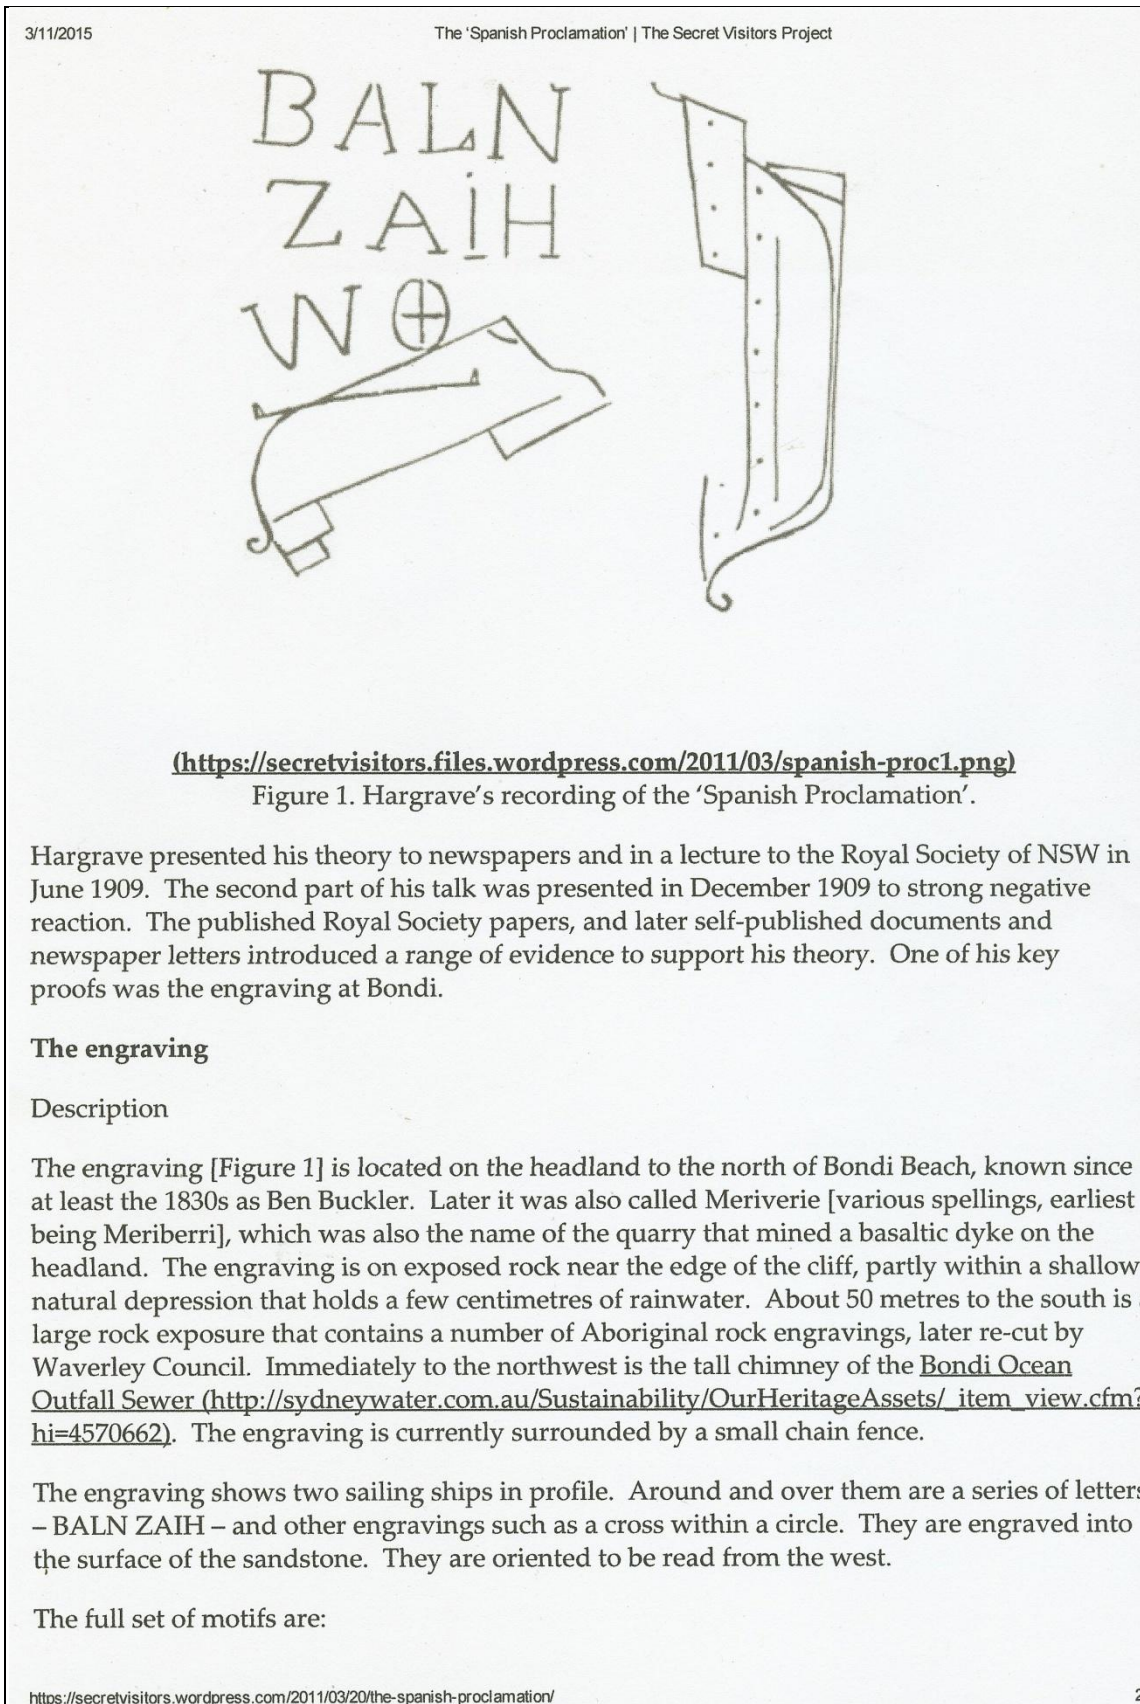 3/11/2015
The 'Spanish Proclamation' | The Secret Visitors Project
BALN
ZAIH
W
(https://secretvisitors.files.wordpress.com/2011/03/spanish-proc1.png)
Figure 1. Hargrave's recording of the 'Spanish Proclamation'.
Hargrave presented his theory to newspapers and in a lecture to the Royal Society of NSW in
June 1909. The second part of his talk was presented in December 1909 to strong negative
reaction. The published Royal Society papers, and later self-published documents and
newspaper letters introduced a range of evidence to support his theory. One of his key
proofs was the engraving at Bondi.
The engraving
Description
The engraving [Figure 1] is located on the headland to the north of Bondi Beach, known since
at least the 1830s as Ben Buckler. Later it was also called Meriverie [various spellings, earliest
being Meriberri], which was also the name of the quarry that mined a basaltic dyke on the
headland. The engraving is on exposed rock near the edge of the cliff, partly within a shallow
natural depression that holds a few centimetres of rainwater. About 50 metres to the south is
large rock exposure that contains a number of Aboriginal rock engravings, later re-cut by
Waverley Council. Immediately to the northwest is the tall chimney of the Bondi Ocean
Outfall Sewer (http://sydneywater.com.au/Sustainability/OurHeritageAssets/_item_view.cfm?
hi=4570662). The engraving is currently surrounded by a small chain fence.
The engraving shows two sailing ships in profile. Around and over them are a series of letters
– BALN ZAIH – and other engravings such as a cross within a circle. They are engraved into
the surface of the sandstone. They are oriented to be read from the west.
The full set of motifs are:
https://secretvisitors.wordpress.com/2011/03/20/the-spanish-proclamation/